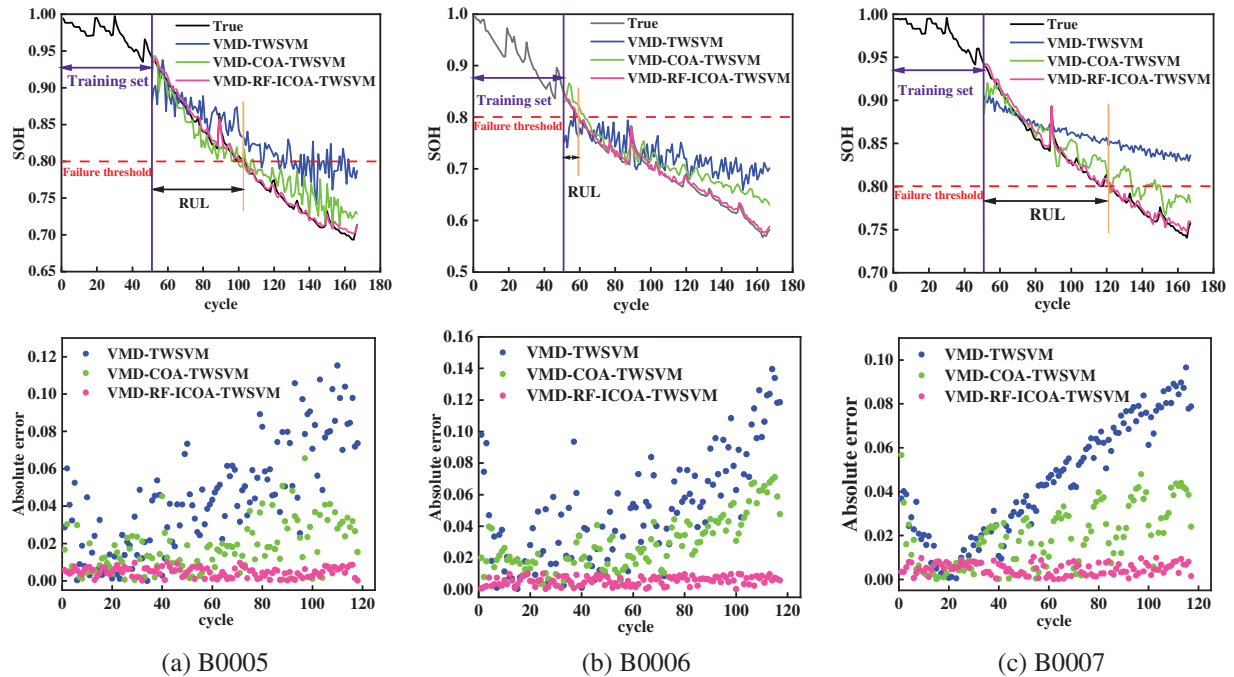 1.00
0.95
0.90
0.85
0.80
0.75
0.70
0.65
SOH
True
VMD-TWSVM
VMD-COA-TWSVM
VMD-RF-ICOA-TWSVM
Training set
Failure threshold
RUL
0 20 40 60 80 100 120 140 160 180
cycle
1.0
0.9
0.8
0.7
0.6
0.5
SOH
True
VMD-TWSVM
VMD-COA-TWSVM
VMD-RF-ICOA-TWSVM
Training set
Failure threshold
RUL
0 20 40 60 80 100 120 140 160 180
cycle
1.00
0.95
0.90
0.85
0.80
0.75
0.70
SOH
True
VMD-TWSVM
VMD-COA-TWSVM
VMD-RF-ICOA-TWSVM
Training set
Failure threshold
RUL
0 20 40 60 80 100 120 140 160 180
cycle
0.12
0.10
0.08
0.06
0.04
0.02
0.00
Absolute error
VMD-TWSVM
VMD-COA-TWSVM
VMD-RF-ICOA-TWSVM
0 20 40 60 80 100 120
cycle
0.16
0.14
0.12
0.10
0.08
0.06
0.04
0.02
0.00
Absolute error
VMD-TWSVM
VMD-COA-TWSVM
VMD-RF-ICOA-TWSVM
0 20 40 60 80 100 120
cycle
0.10
0.08
0.06
0.04
0.02
0.00
Absolute error
VMD-TWSVM
VMD-COA-TWSVM
VMD-RF-ICOA-TWSVM
0 20 40 60 80 100 120
cycle
(a) B0005
(b) B0006
(c) B0007